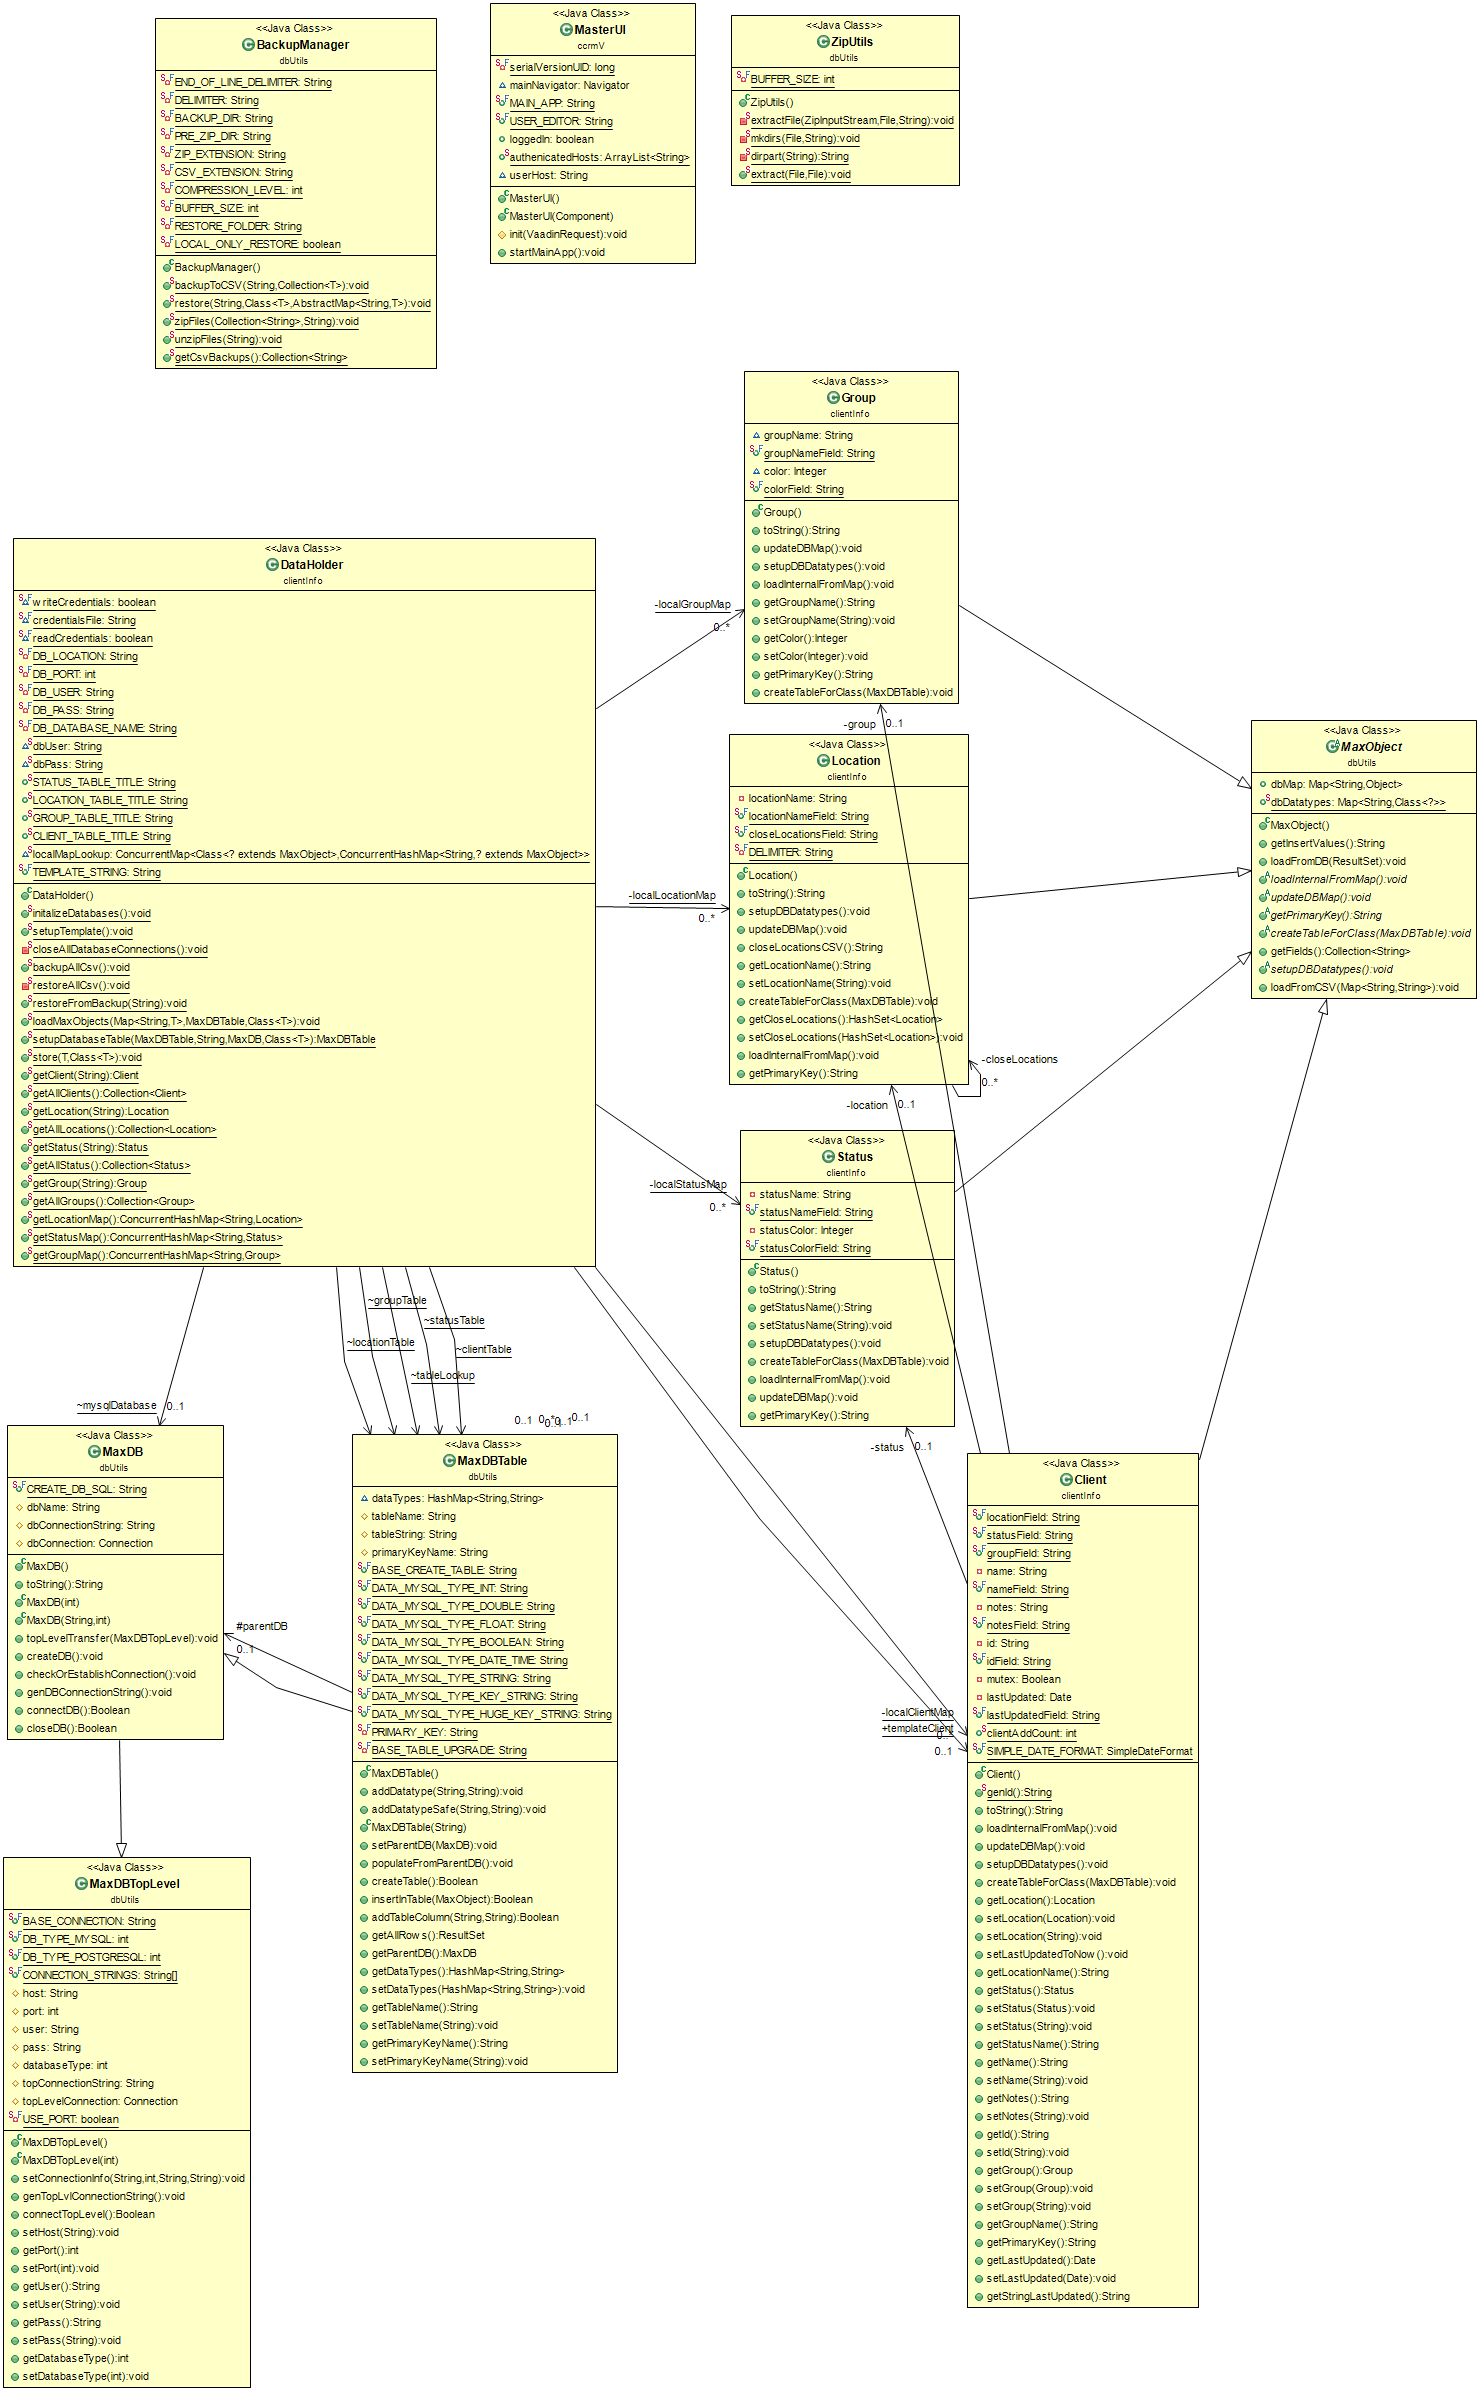 <<Java Class>>
BackupManager
dbUtils
END_OF_LINE_DELIMITER: String
DELIMITER: String
BACKUP_DIR: String
PRE_ZIP_DIR: String
ZIP_EXTENSION: String
CSV_EXTENSION: String
COMPRESSION_LEVEL: int
BUFFER_SIZE: int
RESTORE_FOLDER: String
LOCAL_ONLY_RESTORE: boolean
BackupManager()
backupToCSV(String,Collection<T>):void
restore(String,Class<T>,AbstractMap<String,T>):void
zipFiles(Collection<String>,String):void
unzipFiles(String):void
getCsvBackups():Collection<String>
<<Java Class>>
MasterUI
ccrmV
serialVersionUID: long
mainNavigator: Navigator
MAIN_APP: String
USER_EDITOR: String
loggedIn: boolean
authenicatedHosts: ArrayList<String>
userHost: String
MasterUI()
MasterUI(Component)
init(VaadinRequest):void
startMainApp():void
<<Java Class>>
ZipUtils
dbUtils
BUFFER_SIZE: int
ZipUtils()
extractFile(ZipInputStream,File,String):void
mkdirs(File,String):void
dirpart(String):String
extract(File,File):void
<<Java Class>>
Group
clientInfo
groupName: String
groupNameField: String
color: Integer
colorField: String
Group()
toString():String
updateDBMap():void
setupDBDatatypes():void
loadInternalFromMap():void
getGroupName():String
setGroupName(String):void
getColor():Integer
setColor(Integer):void
getPrimaryKey():String
createTableForClass(MaxDBTable):void
<<Java Class>>
DataHolder
clientInfo
writeCredentials: boolean
credentialsFile: String
readCredentials: boolean
DB_LOCATION: String
DB_PORT: int
DB_USER: String
DB_PASS: String
DB_DATABASE_NAME: String
dbUser: String
dbPass: String
STATUS_TABLE_TITLE: String
LOCATION_TABLE_TITLE: String
GROUP_TABLE_TITLE: String
CLIENT_TABLE_TITLE: String
localMapLookup: ConcurrentMap<Class<? extends MaxObject>,ConcurrentHashMap<String,? extends MaxObject>>
TEMPLATE_STRING: String
DataHolder()
initalizeDatabases():void
setupTemplate():void
closeAllDatabaseConnections():void
backupAllCsv():void
restoreAllCsv():void
restoreFromBackup(String):void
loadMaxObjects(Map<String,T>,MaxDBTable,Class<T>):void
setupDatabaseTable(MaxDBTable,String,MaxDB,Class<T>):MaxDBTable
store(T,Class<T>):void
getClient(String):Client
getAllClients():Collection<Client>
getLocation(String):Location
getAllLocations():Collection<Location>
getStatus(String):Status
getAllStatus():Collection<Status>
getGroup(String):Group
getAllGroups():Collection<Group>
getLocationMap():ConcurrentHashMap<String,Location>
getStatusMap():ConcurrentHashMap<String,Status>
getGroupMap():ConcurrentHashMap<String,Group>
-localGroupMap
0..*
-group 0..1
<<Java Class>>
Location
clientInfo
locationName: String
locationNameField: String
closeLocationsField: String
DELIMITER: String
Location()
toString():String
setupDBDatatypes():void
updateDBMap():void
closeLocationsCSV():String
getLocationName():String
setLocationName(String):void
createTableForClass(MaxDBTable):void
getCloseLocations():HashSet<Location>
setCloseLocations(HashSet<Location>):void
loadInternalFromMap():void
getPrimaryKey():String
-localLocationMap
0..*
-closeLocations
0..*
-location 0..1
<<Java Class>>
MaxObject
dbUtils
dbMap: Map<String,Object>
dbDatatypes: Map<String,Class<?>>
MaxObject()
getInsertValues():String
loadFromDB(ResultSet):void
loadInternalFromMap():void
updateDBMap():void
getPrimaryKey():String
createTableForClass(MaxDBTable):void
getFields():Collection<String>
setupDBDatatypes():void
loadFromCSV(Map<String,String>):void
<<Java Class>>
Status
clientInfo
statusName: String
statusNameField: String
statusColor: Integer
statusColorField: String
Status()
toString():String
getStatusName():String
setStatusName(String):void
setupDBDatatypes():void
createTableForClass(MaxDBTable):void
loadInternalFromMap():void
updateDBMap():void
getPrimaryKey():String
-localStatusMap
0..*
~groupTable
~statusTable
~locationTable
~clientTable
~tableLookup
~mysqlDatabase 0..1
0..1 0..* 0..1 0..1
-status 0..1
<<Java Class>>
MaxDB
dbUtils
CREATE_DB_SQL: String
dbName: String
dbConnectionString: String
dbConnection: Connection
MaxDB()
toString():String
MaxDB(int)
MaxDB(String,int)
topLevelTransfer(MaxDBTopLevel):void
createDB():void
checkOrEstablishConnection():void
genDBConnectionString():void
connectDB():Boolean
closeDB():Boolean
#parentDB
0..1
<<Java Class>>
MaxDBTable
dbUtils
dataTypes: HashMap<String,String>
tableName: String
tableString: String
primaryKeyName: String
BASE_CREATE_TABLE: String
DATA_MYSQL_TYPE_INT: String
DATA_MYSQL_TYPE_DOUBLE: String
DATA_MYSQL_TYPE_FLOAT: String
DATA_MYSQL_TYPE_BOOLEAN: String
DATA_MYSQL_TYPE_DATE_TIME: String
DATA_MYSQL_TYPE_STRING: String
DATA_MYSQL_TYPE_KEY_STRING: String
DATA_MYSQL_TYPE_HUGE_KEY_STRING: String
PRIMARY_KEY: String
BASE_TABLE_UPGRADE: String
MaxDBTable()
addDatatype(String,String):void
addDatatypeSafe(String,String):void
MaxDBTable(String)
setParentDB(MaxDB):void
populateFromParentDB():void
createTable():Boolean
insertInTable(MaxObject):Boolean
addTableColumn(String,String):Boolean
getAllRows():ResultSet
getParentDB():MaxDB
getDataTypes():HashMap<String,String>
setDataTypes(HashMap<String,String>):void
getTableName():String
setTableName(String):void
getPrimaryKeyName():String
setPrimaryKeyName(String):void
-localClientMap
0..*
+templateClient
0..1
<<Java Class>>
Client
clientInfo
locationField: String
statusField: String
groupField: String
name: String
nameField: String
notes: String
notesField: String
id: String
idField: String
mutex: Boolean
lastUpdated: Date
lastUpdatedField: String
clientAddCount: int
SIMPLE_DATE_FORMAT: SimpleDateFormat
Client()
genId():String
toString():String
loadInternalFromMap():void
updateDBMap():void
setupDBDatatypes():void
createTableForClass(MaxDBTable):void
getLocation():Location
setLocation(Location):void
setLocation(String):void
setLastUpdatedToNow():void
getLocationName():String
getStatus():Status
setStatus(Status):void
setStatus(String):void
getStatusName():String
getName():String
setName(String):void
getNotes():String
setNotes(String):void
getId():String
setId(String):void
getGroup():Group
setGroup(Group):void
setGroup(String):void
getGroupName():String
getPrimaryKey():String
getLastUpdated():Date
setLastUpdated(Date):void
getStringLastUpdated():String
<<Java Class>>
MaxDBTopLevel
dbUtils
BASE_CONNECTION: String
DB_TYPE_MYSQL: int
DB_TYPE_POSTGRESQL: int
CONNECTION_STRINGS: String[]
host: String
port: int
user: String
pass: String
databaseType: int
topConnectionString: String
topLevelConnection: Connection
USE_PORT: boolean
MaxDBTopLevel()
MaxDBTopLevel(int)
setConnectionInfo(String,int,String,String):void
genTopLvlConnectionString():void
connectTopLevel():Boolean
setHost(String):void
getPort():int
setPort(int):void
getUser():String
setUser(String):void
getPass():String
setPass(String):void
getDatabaseType():int
setDatabaseType(int):void